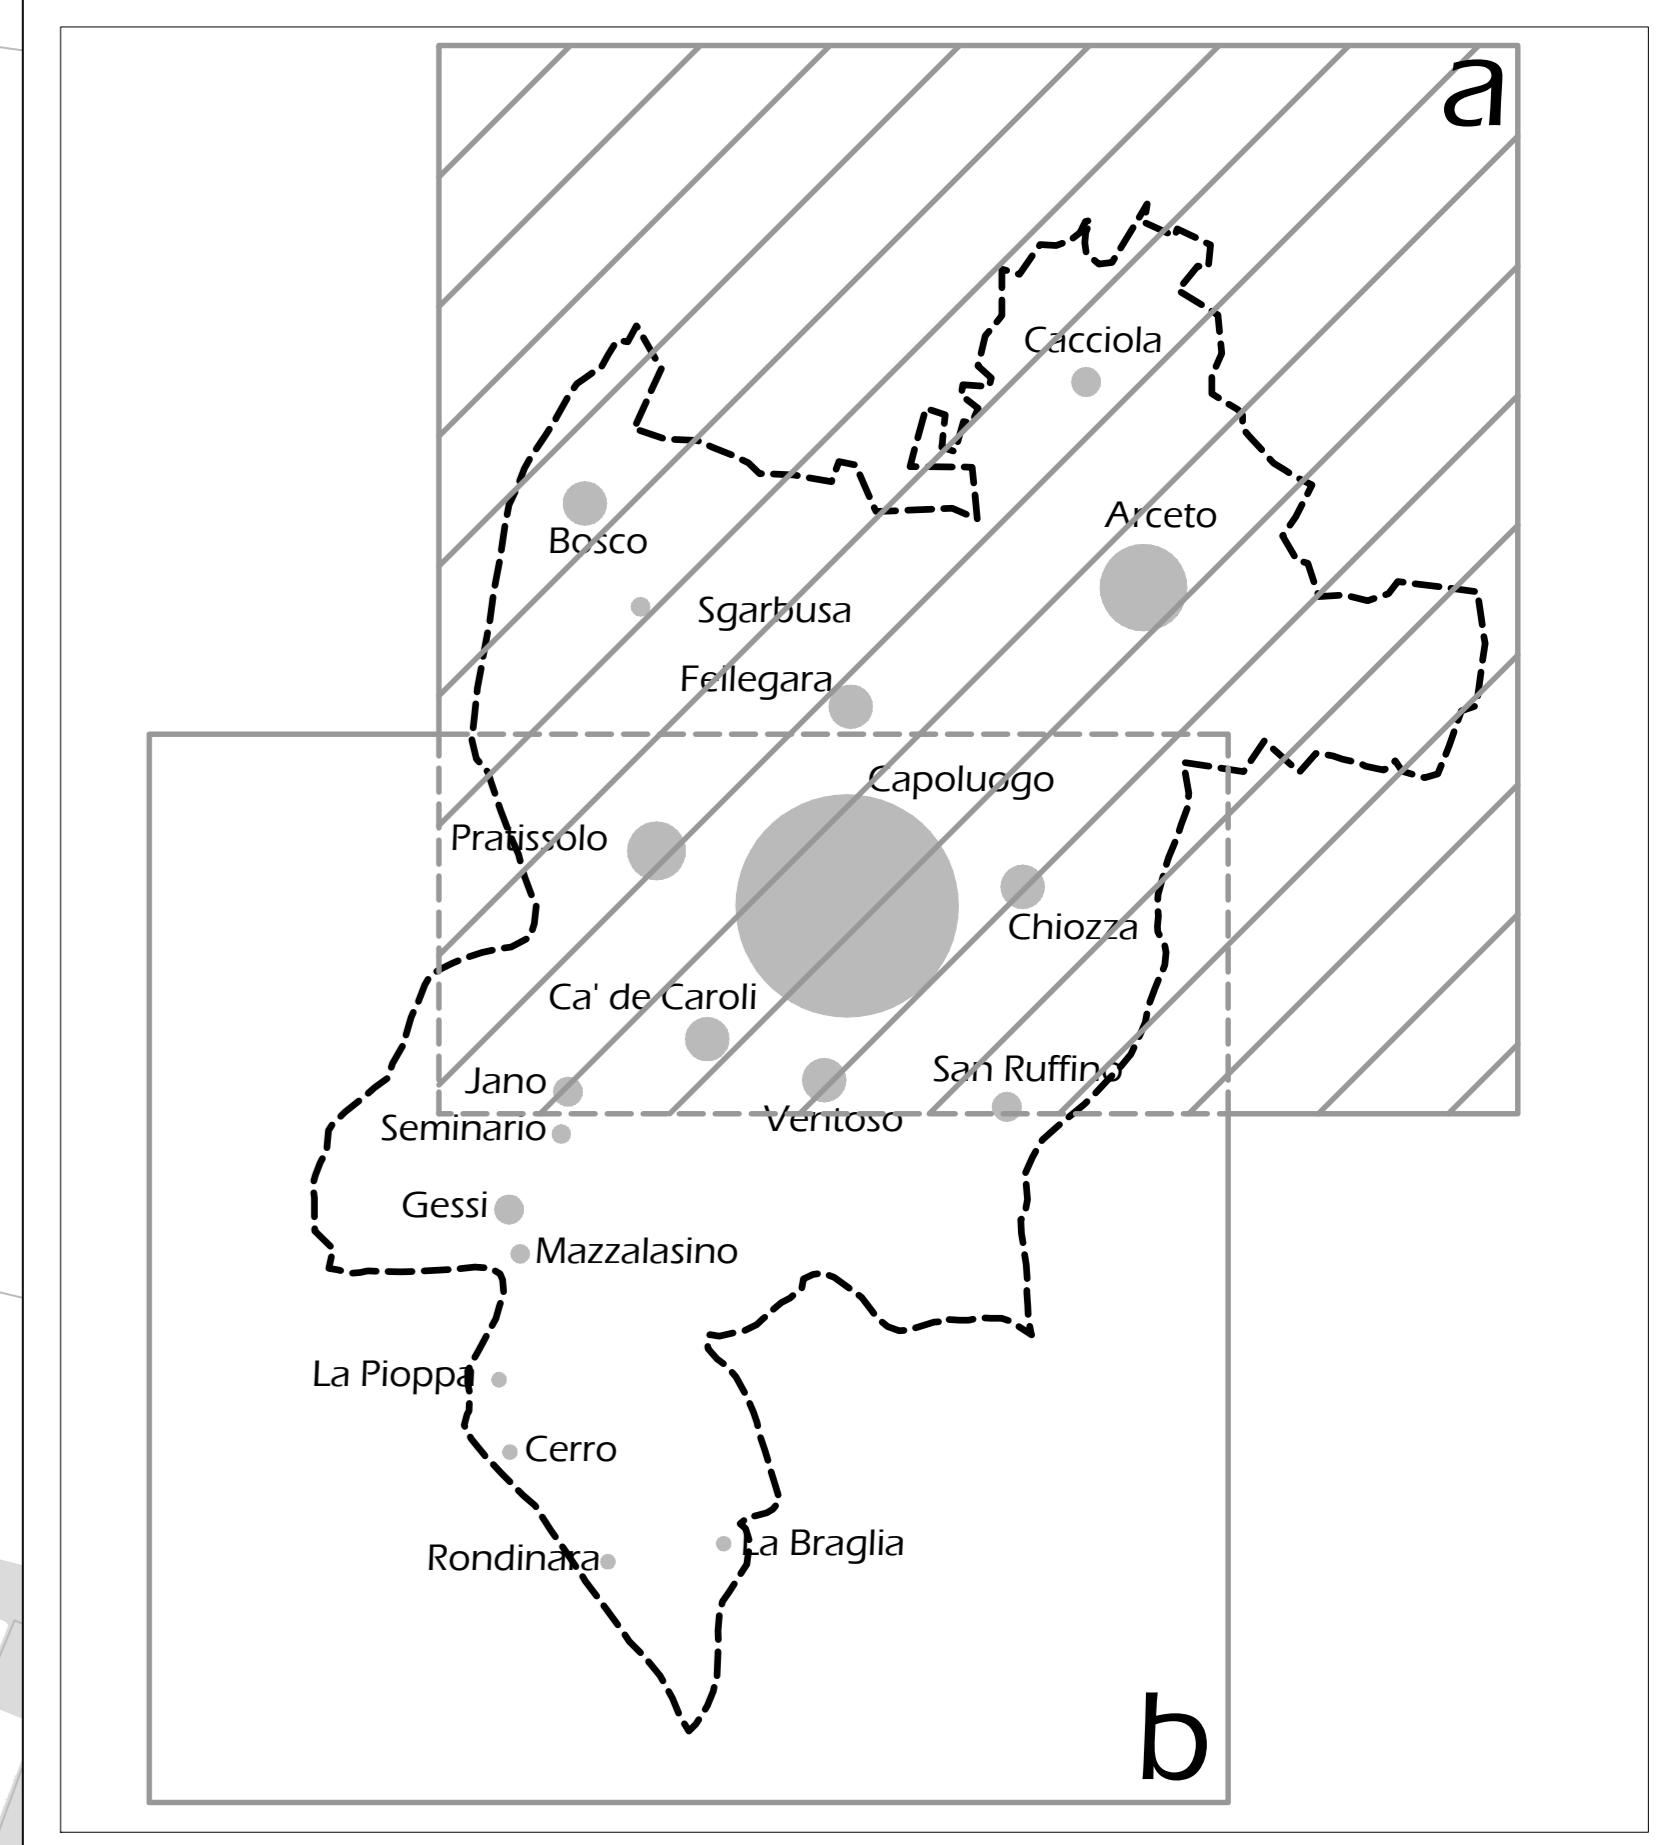 a
Cacciola
Arceto
Bosco
Sgarbusa
Fellegara
Capoluogo
Pratissolo
Chiozza
Ca' de Caroli
San Ruffino
Jano
Ventoso
Seminario
Gessi
Mazzalasino
La Pioppa
Cerro
La Braglia
Rondinara
b